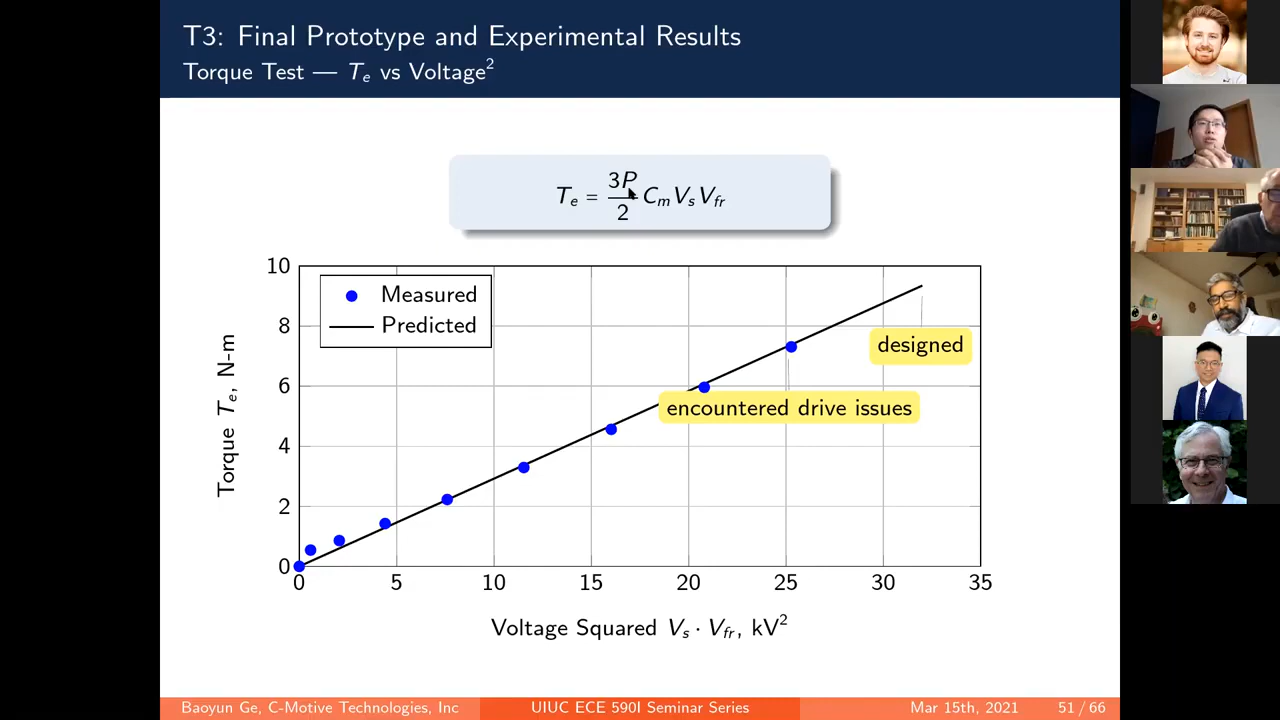 T3: Final Prototype and Experimental Results
Torque Test — Te vs Voltage²
Te = 3P/2 Cm Vs Vfr
10
8
6
4
2
0
Measured
Predicted
designed
encountered drive issues
Torque Te, N-m
0 5 10 15 20 25 30 35
Voltage Squared Vs · Vfr, kV²
Baoyun Ge, C-Motive Technologies, Inc UIUC ECE 590I Seminar Series Mar 15th, 2021 51 / 66